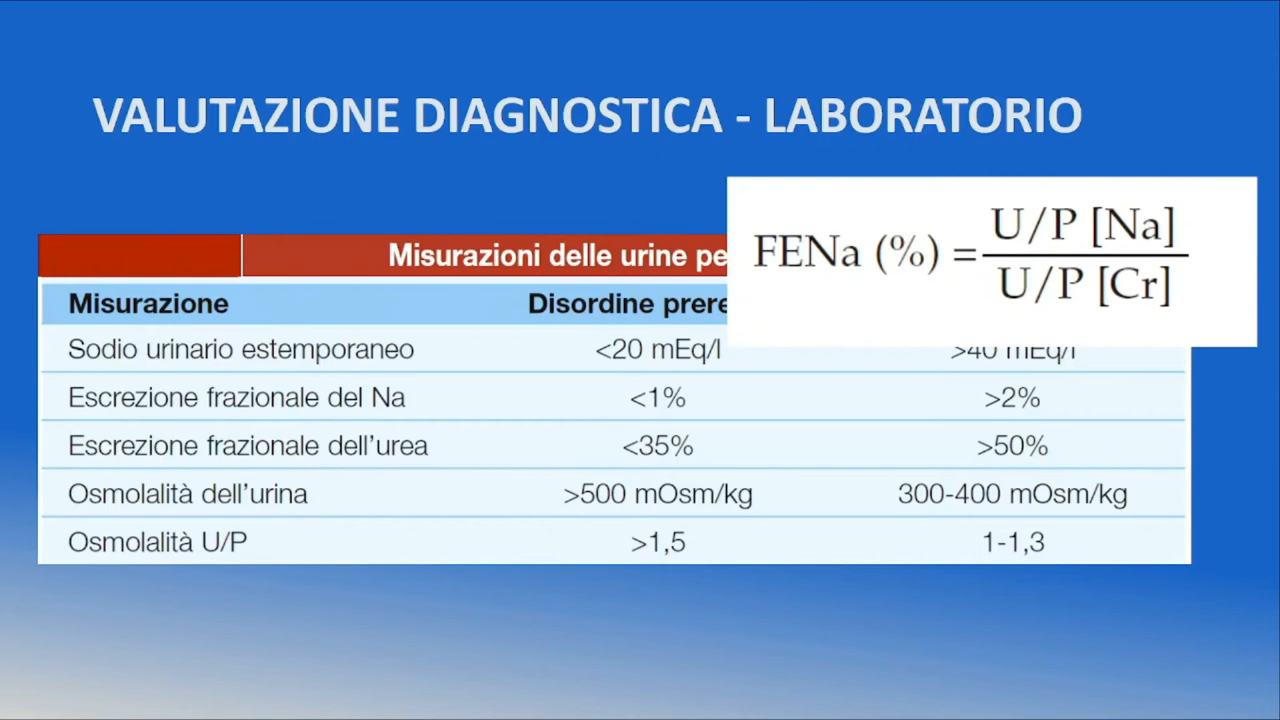 VALUTAZIONE DIAGNOSTICA - LABORATORIO
FENa (%) = U/P [Na]
U/P [Cr]
Misurazioni delle urine
Misurazione Disordine
Sodio urinario estemporaneo <20 mEq/l >40 mEq/l
Escrezione frazionale del Na <1% >2%
Escrezione frazionale dell'urea <35% >50%
Osmolalità dell'urina >500 mOsm/kg 300-400 mOsm/kg
Osmolalità U/P >1,5 1-1,3